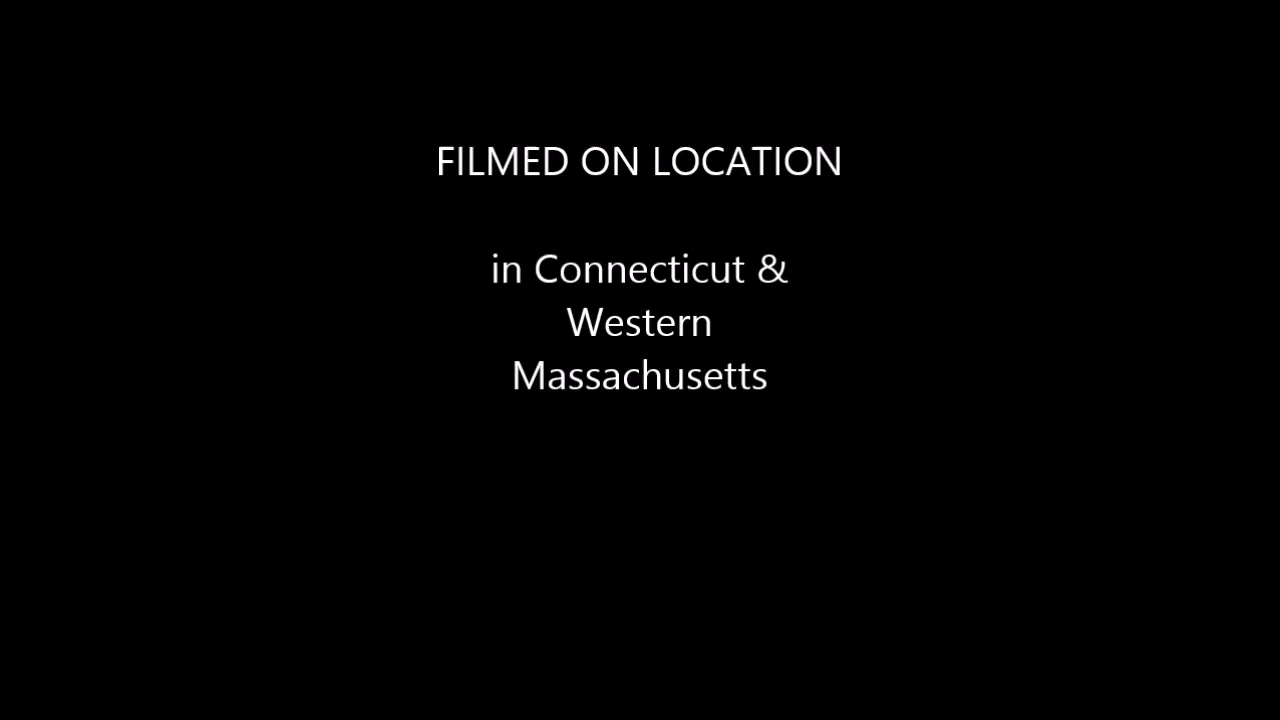 FILMED ON LOCATION
in Connecticut &
Western
Massachusetts